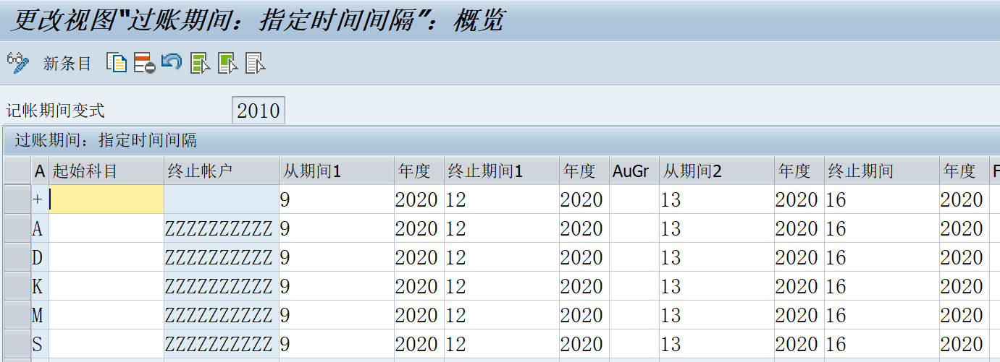 更改视图"过账期间：指定时间间隔"：概览
新条目
记帐期间变式 2010
过账期间：指定时间间隔
A 起始科目 终止帐户 从期间1 年度 终止期间1 年度 AuGr 从期间2 年度 终止期间 年度 F
+ 9 2020 12 2020 13 2020 16 2020
A ZZZZZZZZZZ 9 2020 12 2020 13 2020 16 2020
D ZZZZZZZZZZ 9 2020 12 2020 13 2020 16 2020
K ZZZZZZZZZZ 9 2020 12 2020 13 2020 16 2020
M ZZZZZZZZZZ 9 2020 12 2020 13 2020 16 2020
S ZZZZZZZZZZ 9 2020 12 2020 13 2020 16 2020